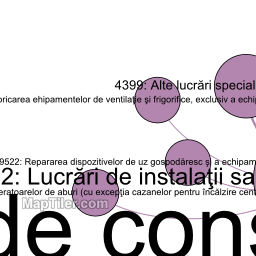 4399: Alte lucrări special
bricarea ehipamentelor de ventilaţie şi frigorifice, exclusiv a echip
9522: Repararea dispozitivelor de uz gospodăresc şi a echipam
2: Lucrări de instalaţii sa
eratoarelor de aburi (cu excepţia cazanelor pentru încălzire cent
MapTiler.com
de cons